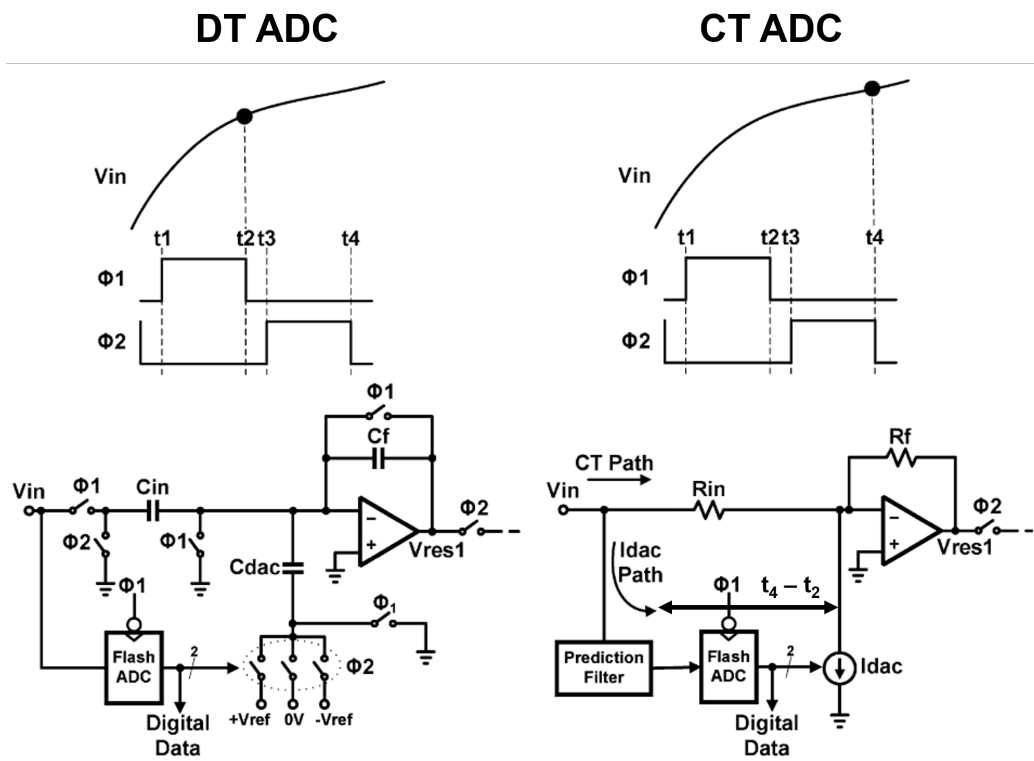 DT ADC
Vin
t1
t2
t3
t4
Φ1
Φ2
Φ1
Cf
Vin
Φ1
Cin
Φ2
Φ1
−
+
Φ2
Vres1
Cdac
Φ1
Φ1
Flash
ADC
2
Φ2
+Vref
0V
-Vref
Digital
Data
CT ADC
Vin
t1
t2
t3
t4
Φ1
Φ2
CT Path
Vin
Rin
Rf
−
+
Φ2
Vres1
Idac
Path
Φ1
t4 – t2
Prediction
Filter
Flash
ADC
2
Idac
Digital
Data